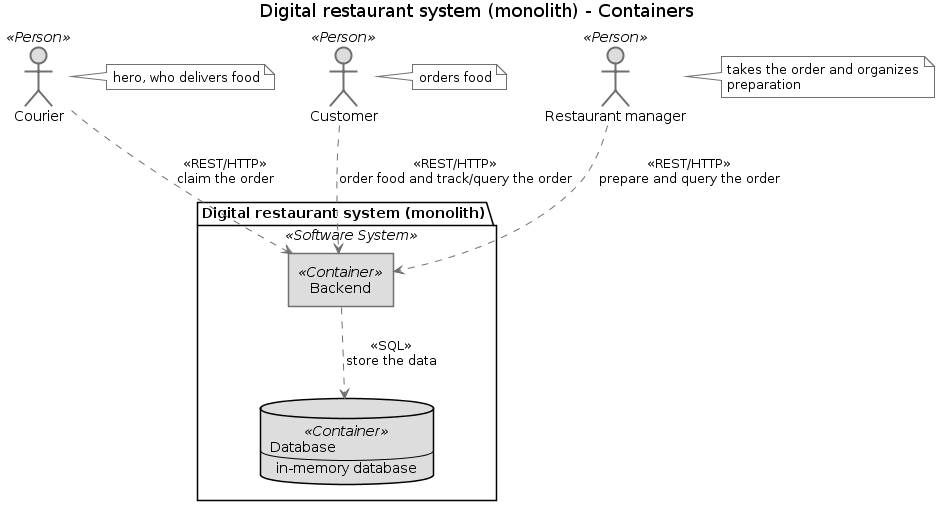 Digital restaurant system (monolith) - Containers
«Person»
«Person»
«Person»
hero, who delivers food
orders food
takes the order and organizes
preparation
Courier
Customer
Restaurant manager
«REST/HTTP»
claim the order
«REST/HTTP»
order food and track/query the order
«REST/HTTP»
prepare and query the order
Digital restaurant system (monolith)
«Software System»
«Container»
Backend
«SQL»
store the data
«Container»
Database
in-memory database